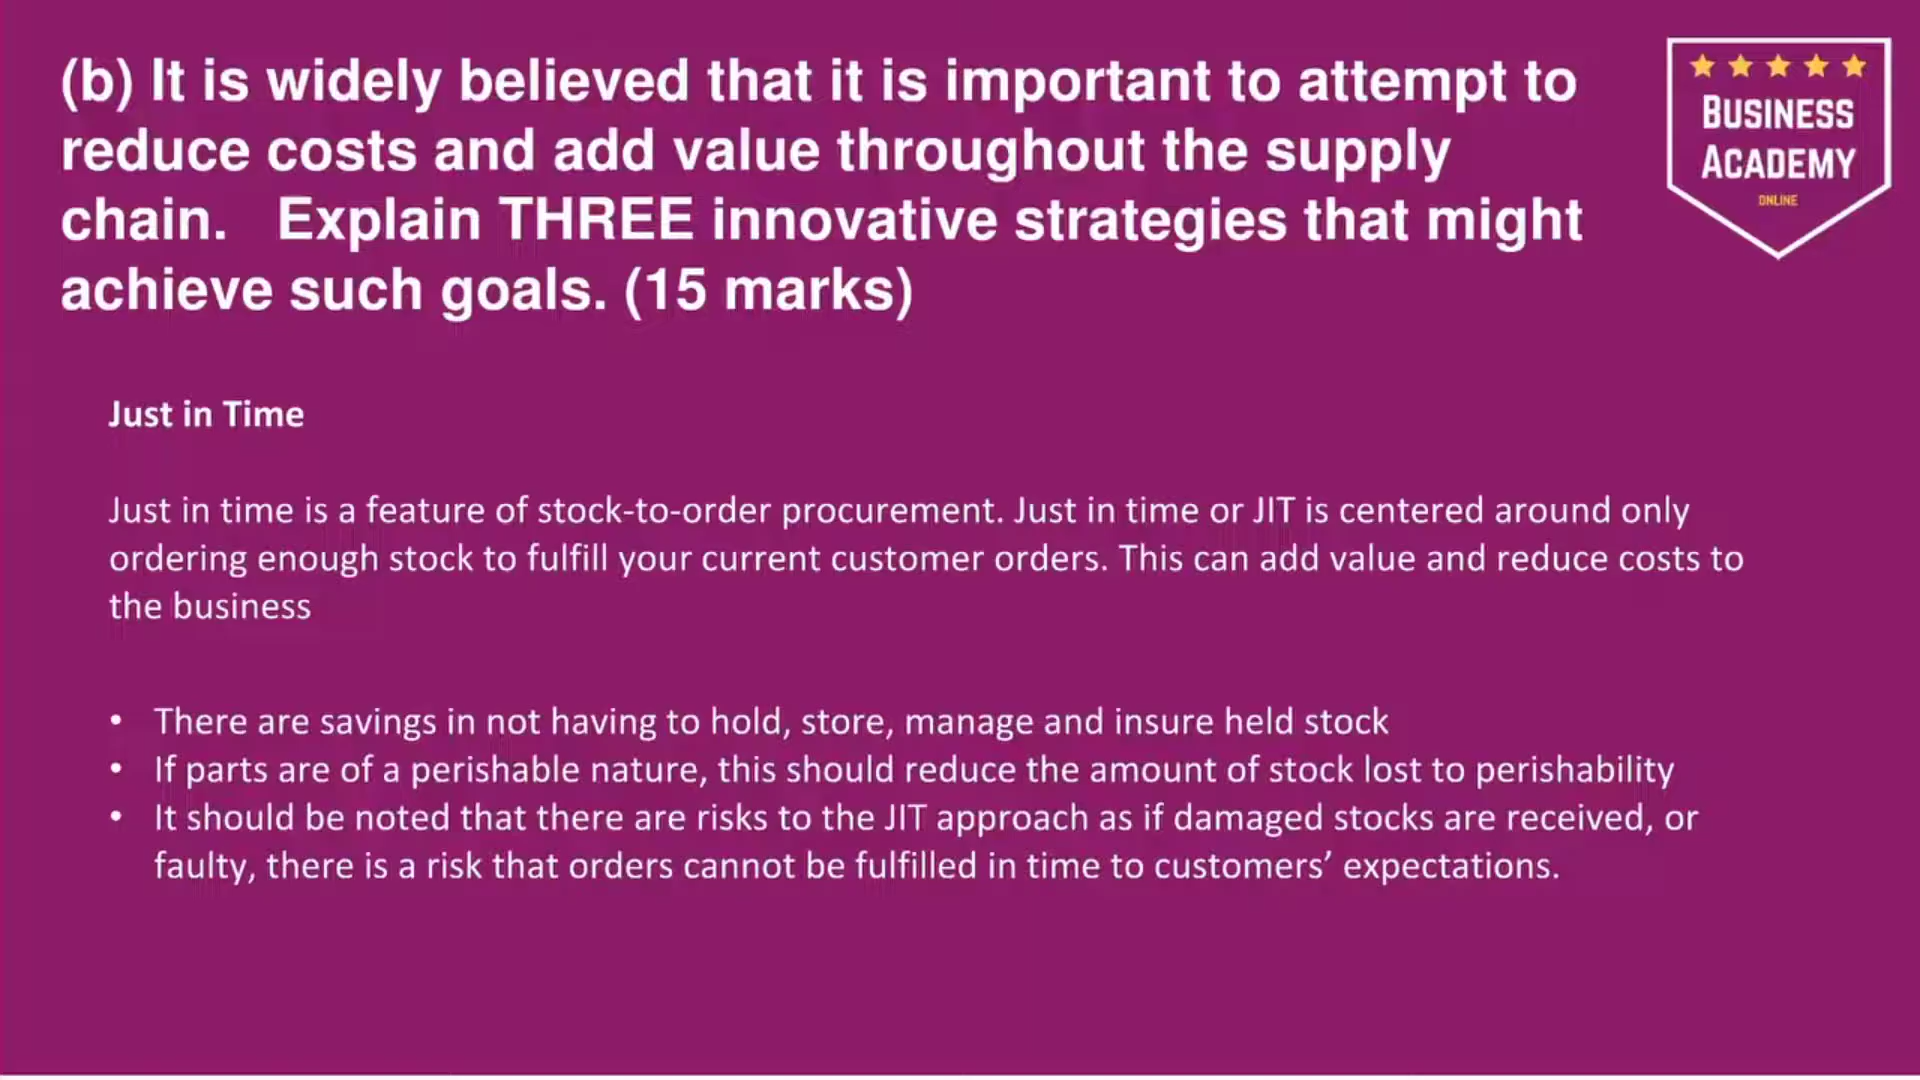 (b) It is widely believed that it is important to attempt to
reduce costs and add value throughout the supply
chain.   Explain THREE innovative strategies that might
achieve such goals. (15 marks)
BUSINESS
ACADEMY
ONLINE
Just in Time
Just in time is a feature of stock-to-order procurement. Just in time or JIT is centered around only
ordering enough stock to fulfill your current customer orders. This can add value and reduce costs to
the business
• There are savings in not having to hold, store, manage and insure held stock
• If parts are of a perishable nature, this should reduce the amount of stock lost to perishability
• It should be noted that there are risks to the JIT approach as if damaged stocks are received, or
faulty, there is a risk that orders cannot be fulfilled in time to customers’ expectations.